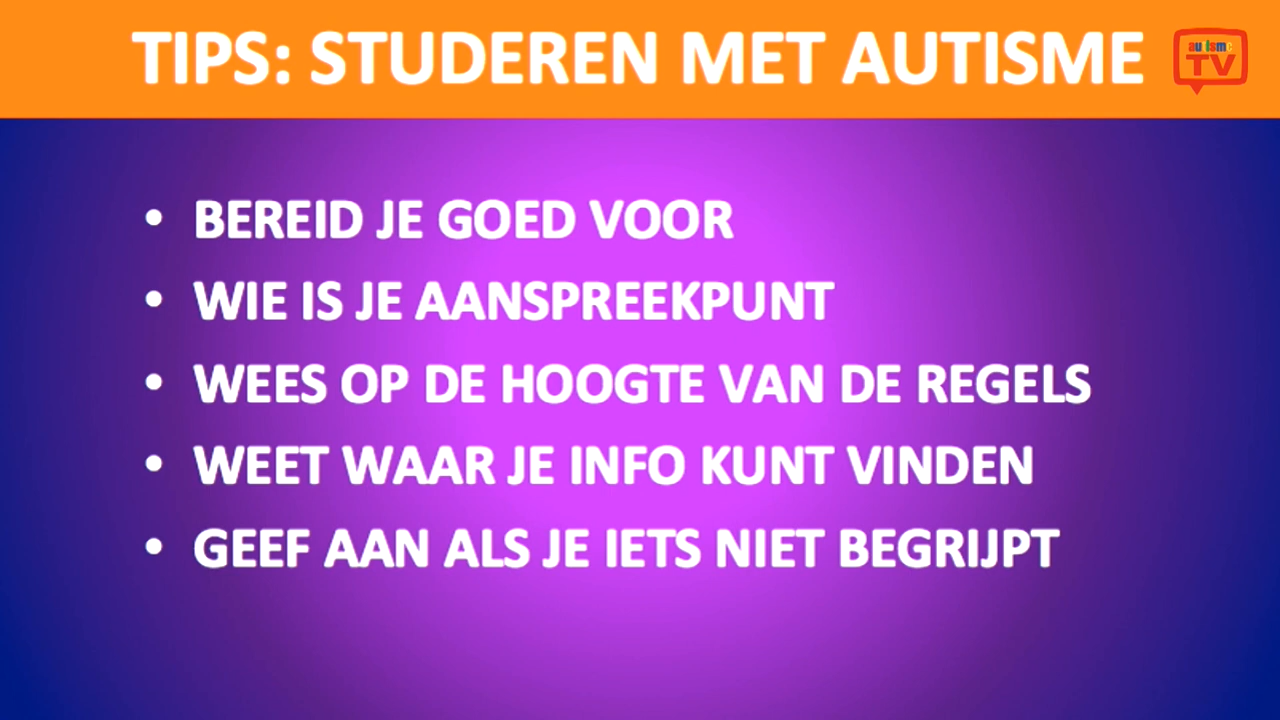 TIPS: STUDEREN MET AUTISME
autisme
TV
• BEREID JE GOED VOOR
• WIE IS JE AANSPREEKPUNT
• WEES OP DE HOOGTE VAN DE REGELS
• WEET WAAR JE INFO KUNT VINDEN
• GEEF AAN ALS JE IETS NIET BEGRIJPT